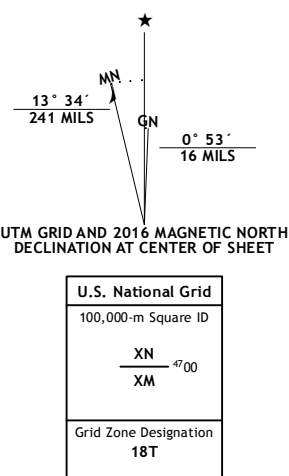 ★
MN
GN
13° 34´
241 MILS
0° 53´
16 MILS
UTM GRID AND 2016 MAGNETIC NORTH
DECLINATION AT CENTER OF SHEET
U.S. National Grid
100,000-m Square ID
XN
XM
4700
Grid Zone Designation
18T